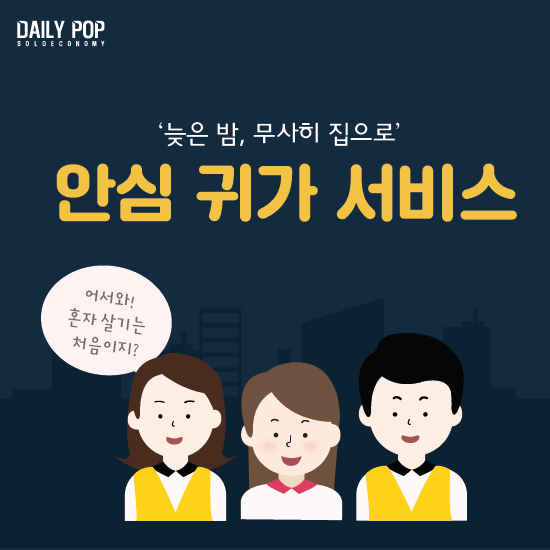 DAILY POP
SOLOECONOMY
‘늦은 밤, 무사히 집으로’
안심 귀가 서비스
어서와!
혼자 살기는
처음이지?